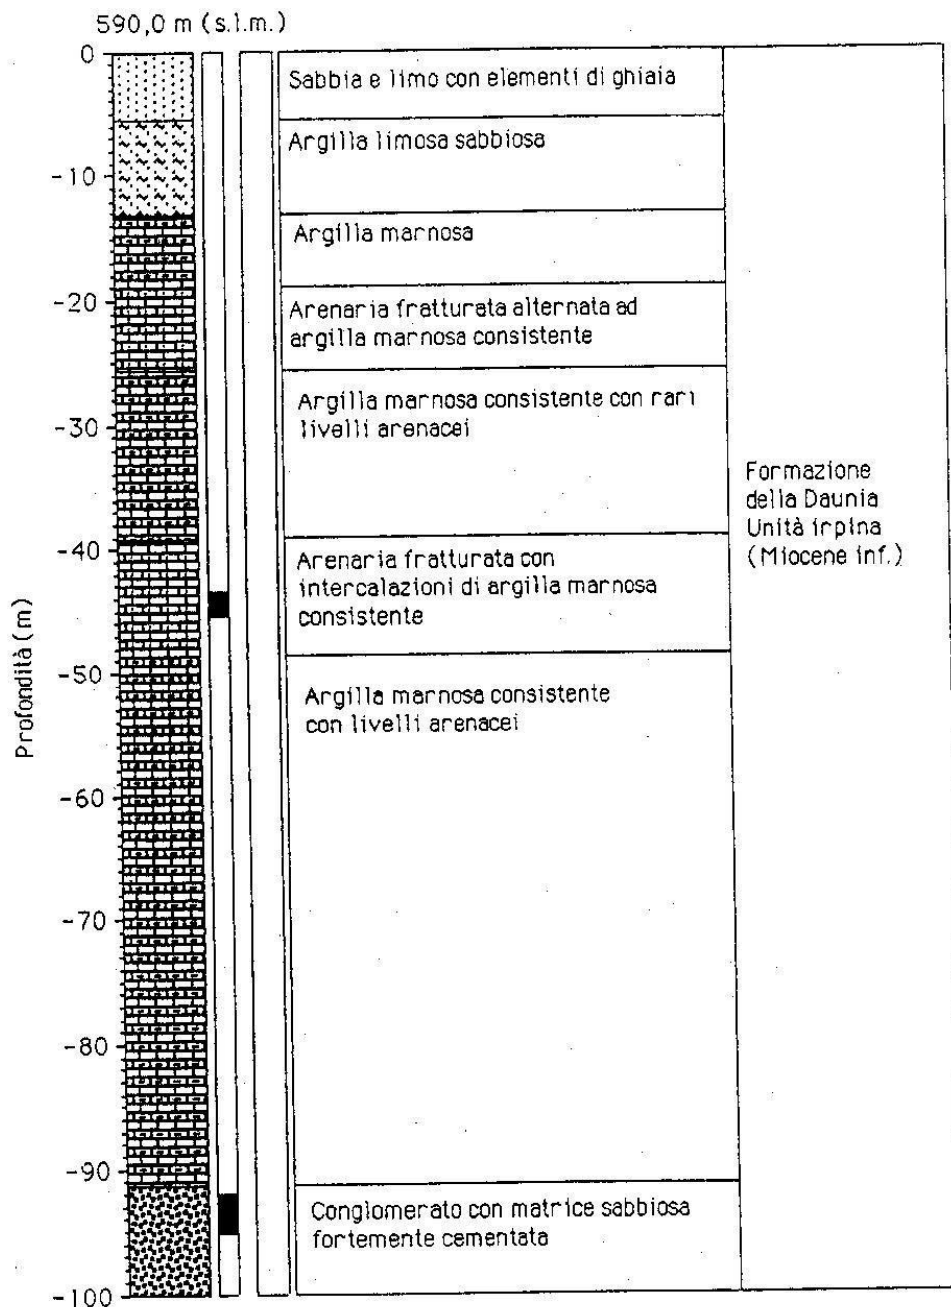 590,0 m (s.l.m.)
0
-10
-20
-30
-40
-50
-60
-70
-80
-90
-100
Profondità (m)
Sabbia e limo con elementi di ghiaia
Argilla limosa sabbiosa
Argilla marnosa
Arenaria fratturata alternata ad
argilla marnosa consistente
Argilla marnosa consistente con rari
livelli arenacei
Arenaria fratturata con
intercalazioni di argilla marnosa
consistente
Argilla marnosa consistente
con livelli arenacei
Conglomerato con matrice sabbiosa
fortemente cementata
Formazione
della Daunia
Unità irpina
(Miocene inf.)